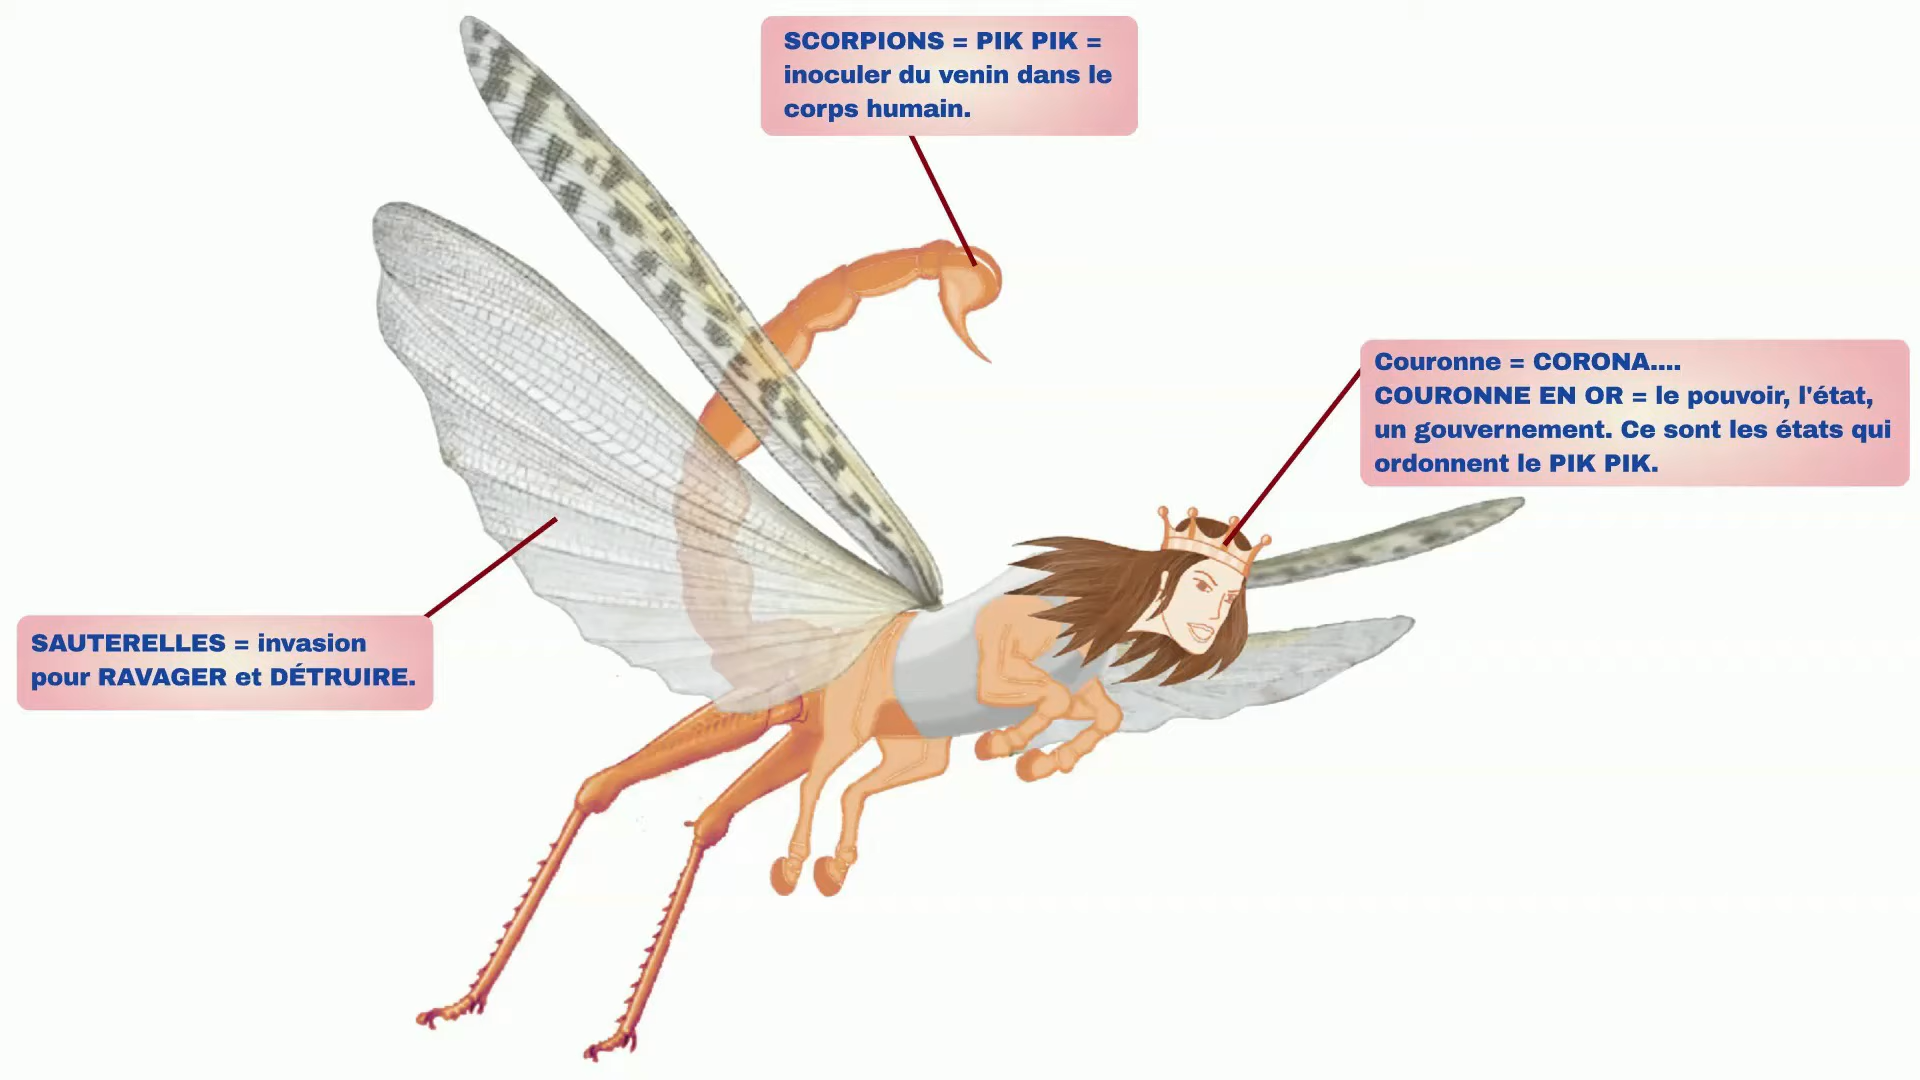 SCORPIONS = PIK PIK =
inoculer du venin dans le
corps humain.
Couronne = CORONA....
COURONNE EN OR = le pouvoir, l'état,
un gouvernement. Ce sont les états qui
ordonnent le PIK PIK.
SAUTERELLES = invasion
pour RAVAGER et DÉTRUIRE.